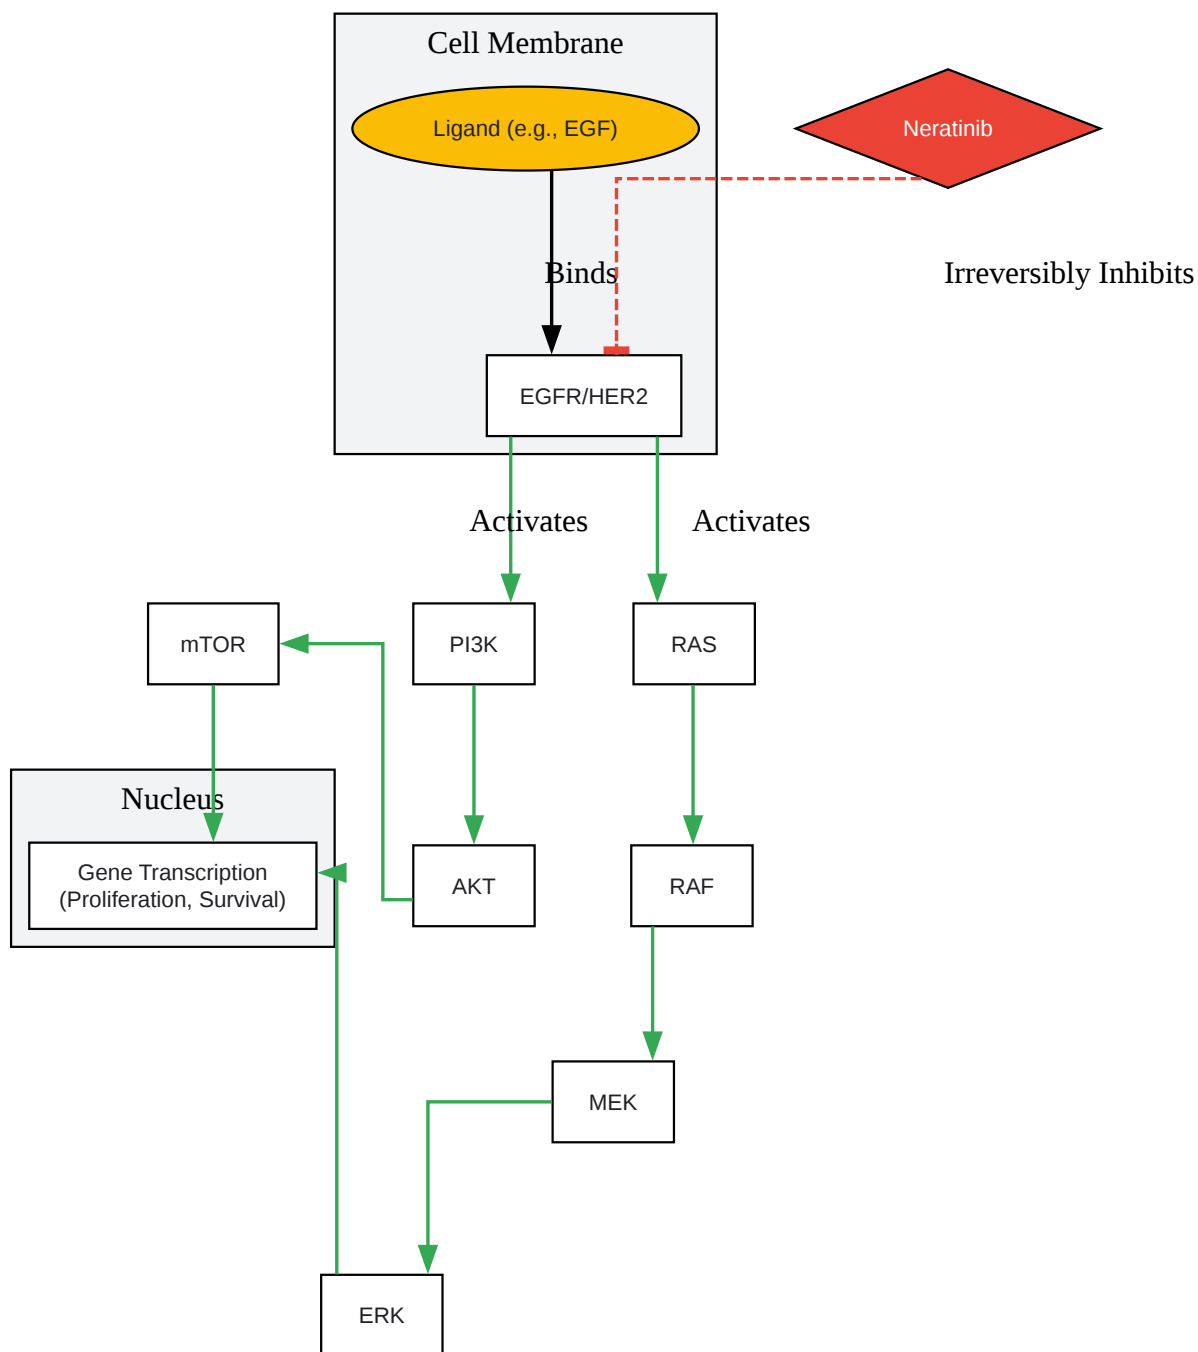 Cell Membrane
Ligand (e.g., EGF)
Neratinib
Binds
Irreversibly Inhibits
EGFR/HER2
Activates
Activates
mTOR
PI3K
RAS
Nucleus
Gene Transcription
(Proliferation, Survival)
AKT
RAF
MEK
ERK